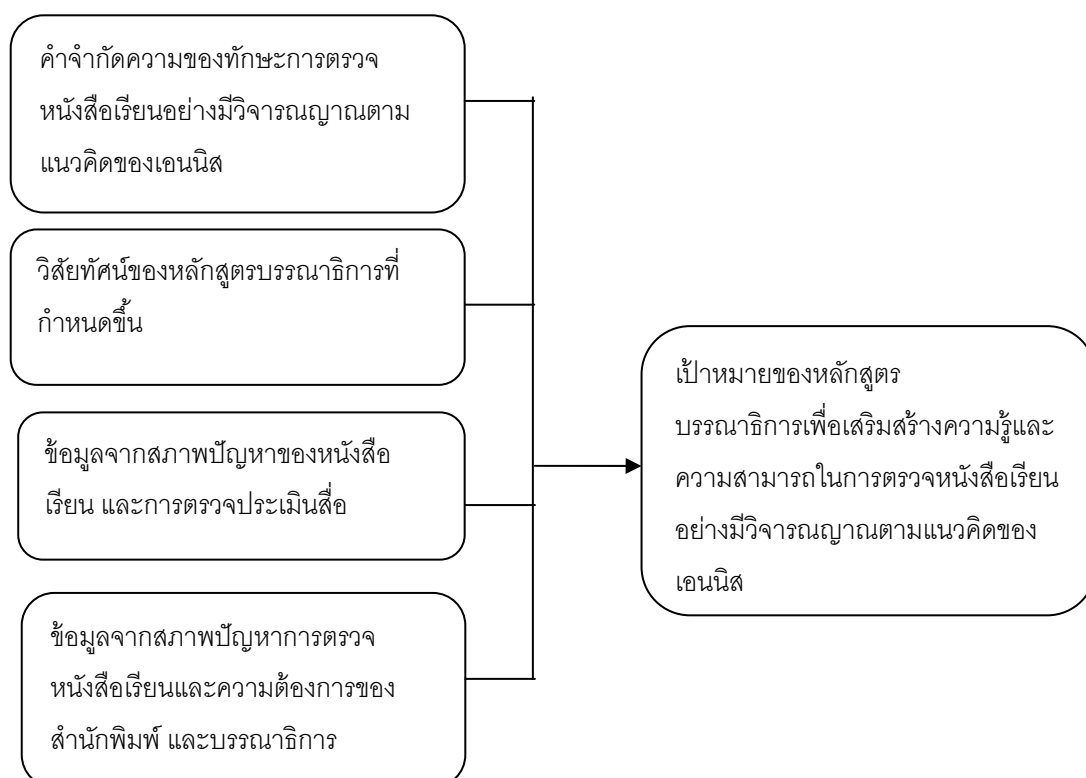 คำจำกัดความของทักษะการตรวจ
หนังสือเรียนอย่างมีวิจารณญาณตาม
แนวคิดของเอนนิส
วิสัยทัศน์ของหลักสูตรบรรณาธิการที่
กำหนดขึ้น
ข้อมูลจากสภาพปัญหาของหนังสือ
เรียน และการตรวจประเมินสื่อ
ข้อมูลจากสภาพปัญหาการตรวจ
หนังสือเรียนและความต้องการของ
สำนักพิมพ์ และบรรณาธิการ
เป้าหมายของหลักสูตร
บรรณาธิการเพื่อเสริมสร้างความรู้และ
ความสามารถในการตรวจหนังสือเรียน
อย่างมีวิจารณญาณตามแนวคิดของ
เอนนิส